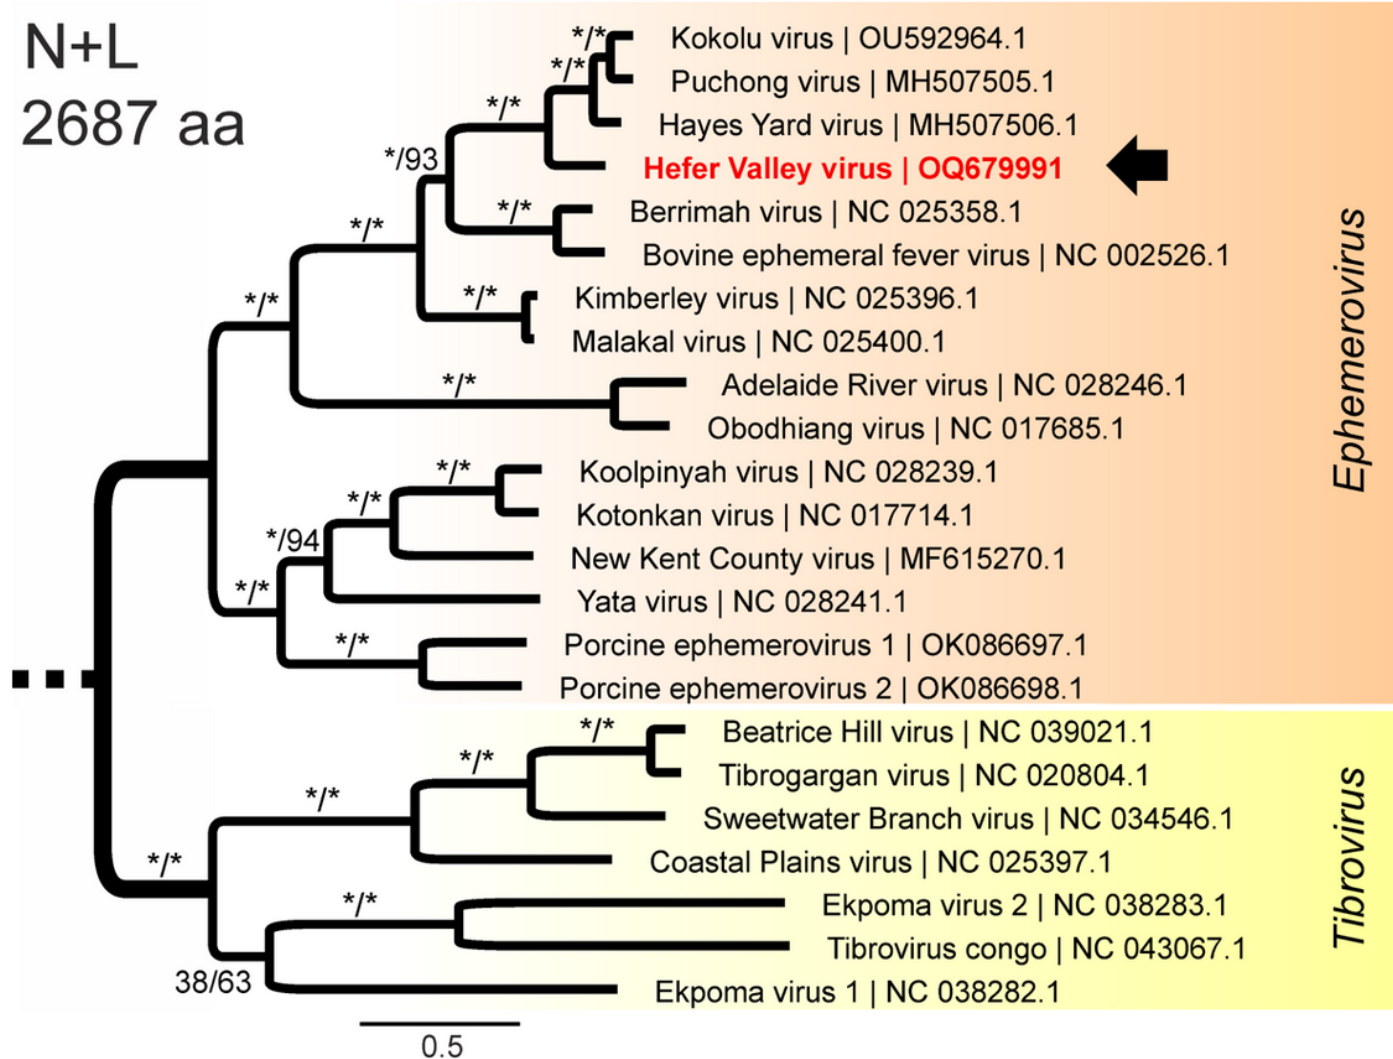 N+L
2687 aa
*/*
Kokolu virus | OU592964.1
*/*
Puchong virus | MH507505.1
*/*
Hayes Yard virus | MH507506.1
*/93
Hefer Valley virus | OQ679991
*/*
Berrimah virus | NC 025358.1
*/*
Bovine ephemeral fever virus | NC 002526.1
*/*
Kimberley virus | NC 025396.1
*/*
Malakal virus | NC 025400.1
*/*
Adelaide River virus | NC 028246.1
Obodhiang virus | NC 017685.1
*/*
Koolpinyah virus | NC 028239.1
*/*
Kotonkan virus | NC 017714.1
*/94
New Kent County virus | MF615270.1
*/*
Yata virus | NC 028241.1
*/*
Porcine ephemerovirus 1 | OK086697.1
Porcine ephemerovirus 2 | OK086698.1
Ephemerovirus
*/*
Beatrice Hill virus | NC 039021.1
*/*
Tibrogargan virus | NC 020804.1
*/*
Sweetwater Branch virus | NC 034546.1
*/*
Coastal Plains virus | NC 025397.1
*/*
Ekpoma virus 2 | NC 038283.1
Tibrovirus congo | NC 043067.1
38/63
Ekpoma virus 1 | NC 038282.1
Tibrovirus
0.5